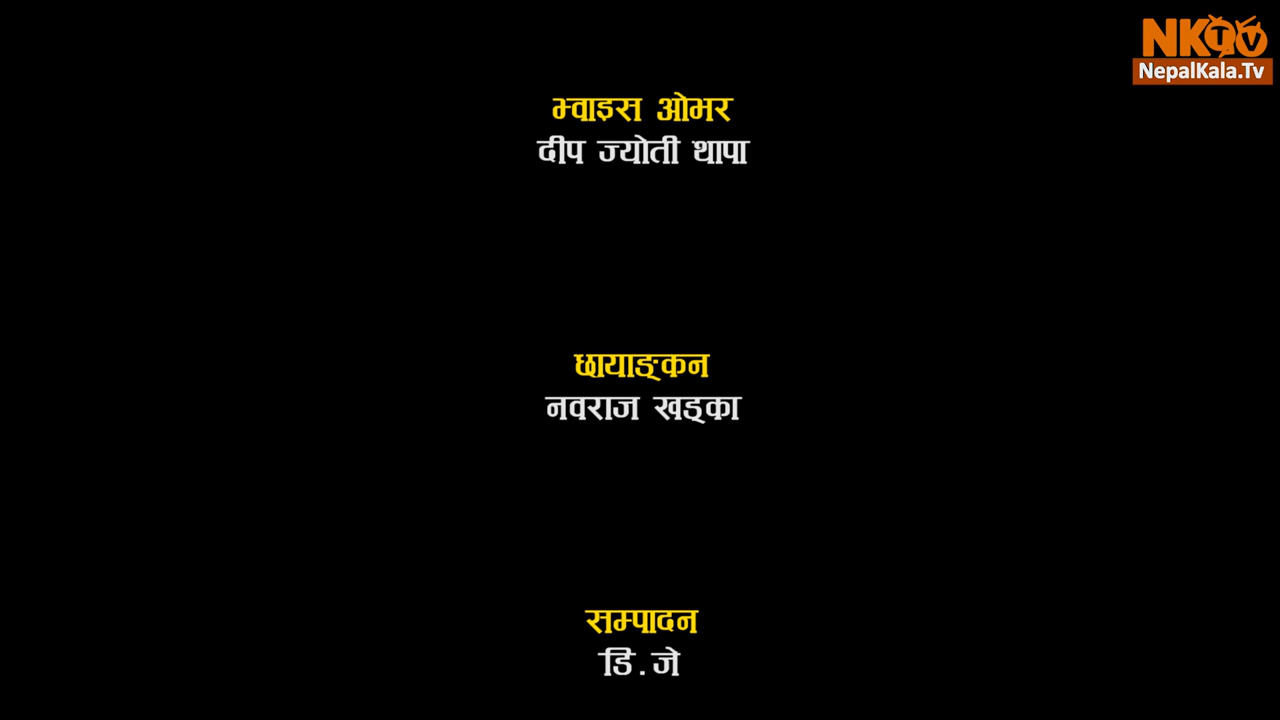 NKTV
NepalKala.Tv
भ्वाइस ओभर
दीप ज्योती थापा
छायाङ्कन
नवराज खड्का
सम्पादन
डि.जे